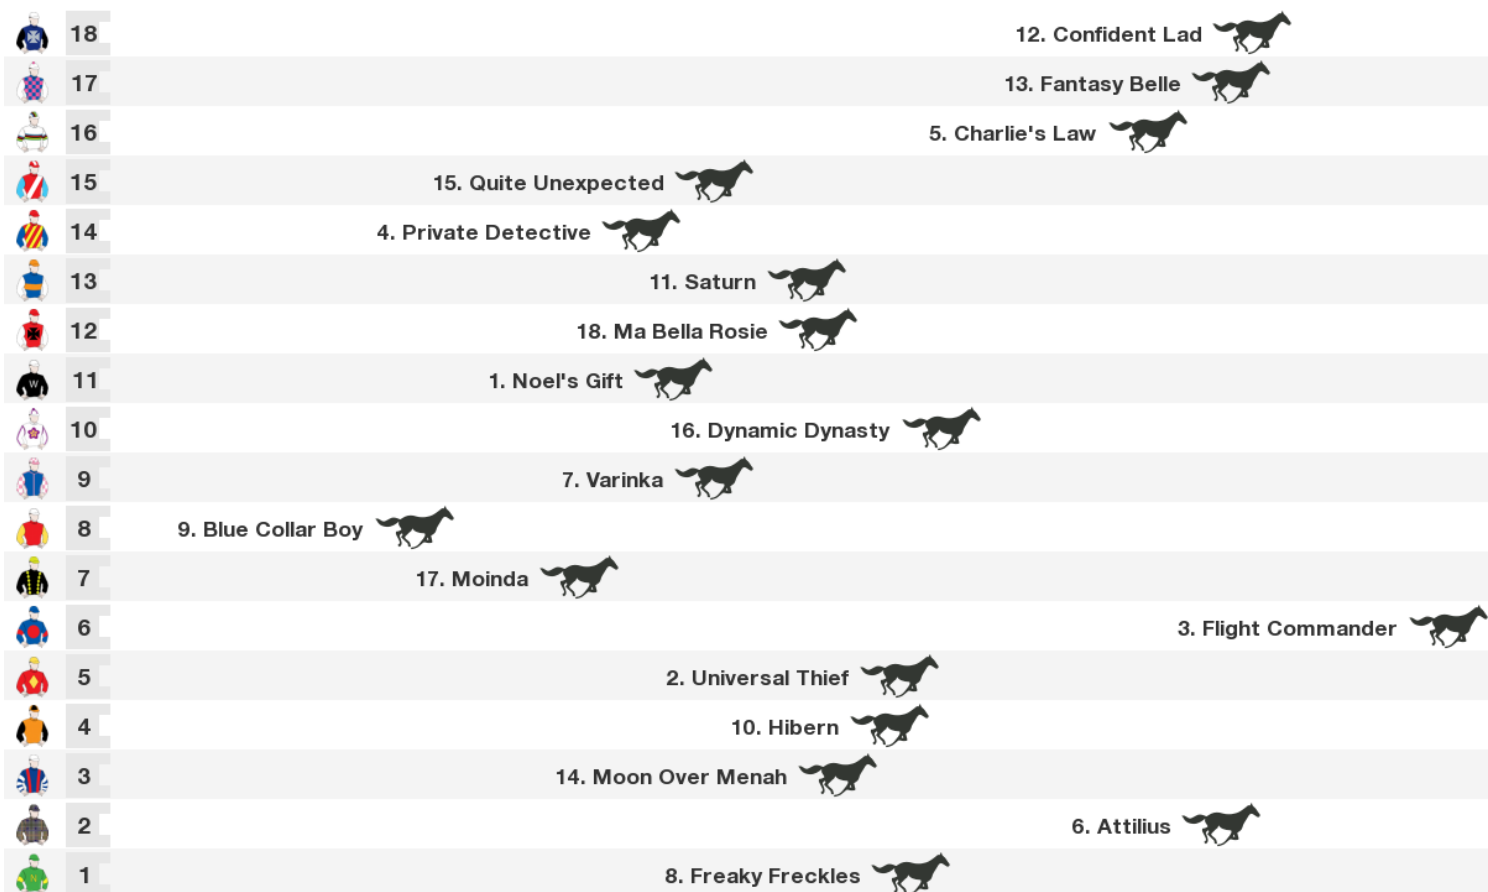 18 12. Confident Lad
17 13. Fantasy Belle
16 5. Charlie's Law
15 15. Quite Unexpected
14 4. Private Detective
13 11. Saturn
12 18. Ma Bella Rosie
W
11 1. Noel's Gift
10 16. Dynamic Dynasty
9 7. Varinka
8 9. Blue Collar Boy
7 17. Moinda
6 3. Flight Commander
5 2. Universal Thief
4 10. Hibern
3 14. Moon Over Menah
2 6. Attilius
N
1 8. Freaky Freckles